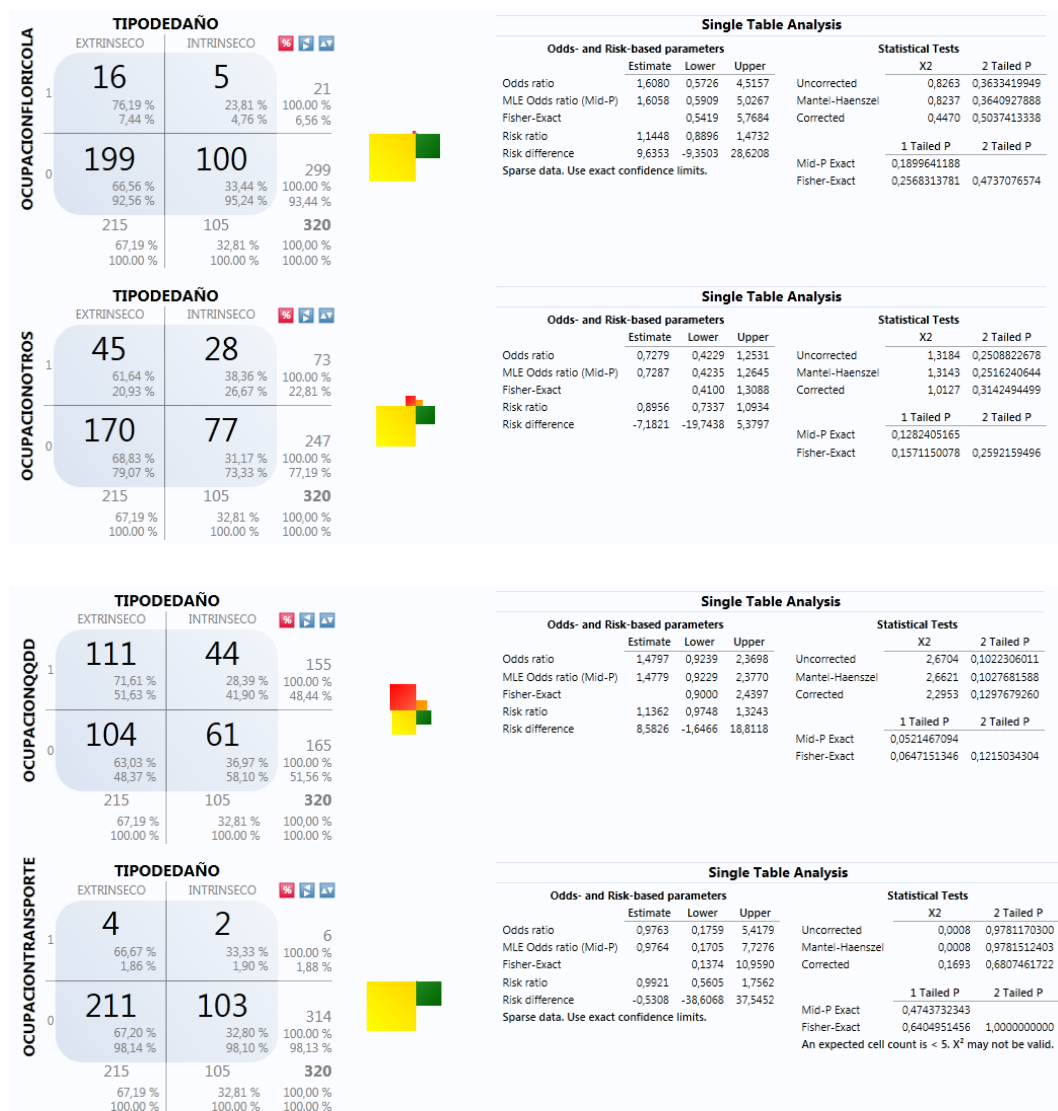 TIPODEDAÑO
EXTRINSECO INTRINSECO %
OCUPACIONFLORICOLA
1 16 5 21
76,19 % 23,81 % 100.00 %
7,44 % 4,76 % 6,56 %
0 199 100 299
66,56 % 33,44 % 100.00 %
92,56 % 95,24 % 93,44 %
215 105 320
67,19 % 32,81 % 100,00 %
100.00 % 100.00 % 100.00 %
Single Table Analysis
Odds- and Risk-based parameters
Estimate Lower Upper
Odds ratio 1,6080 0,5726 4,5157
MLE Odds ratio (Mid-P) 1,6058 0,5909 5,0267
Fisher-Exact 0,5419 5,7684
Risk ratio 1,1448 0,8896 1,4732
Risk difference 9,6353 -9,3503 28,6208
Sparse data. Use exact confidence limits.
Statistical Tests
X2 2 Tailed P
Uncorrected 0,8263 0,3633419949
Mantel-Haenszel 0,8237 0,3640927888
Corrected 0,4470 0,5037413338
1 Tailed P 2 Tailed P
Mid-P Exact 0,1899641188
Fisher-Exact 0,2568313781 0,4737076574
TIPODEDAÑO
EXTRINSECO INTRINSECO %
OCUPACIONOTROS
1 45 28 73
61,64 % 38,36 % 100.00 %
20,93 % 26,67 % 22,81 %
0 170 77 247
68,83 % 31,17 % 100.00 %
79,07 % 73,33 % 77,19 %
215 105 320
67,19 % 32,81 % 100,00 %
100.00 % 100.00 % 100.00 %
Single Table Analysis
Odds- and Risk-based parameters
Estimate Lower Upper
Odds ratio 0,7279 0,4229 1,2531
MLE Odds ratio (Mid-P) 0,7287 0,4235 1,2645
Fisher-Exact 0,4100 1,3088
Risk ratio 0,8956 0,7337 1,0934
Risk difference -7,1821 -19,7438 5,3797
Statistical Tests
X2 2 Tailed P
Uncorrected 1,3184 0,2508822678
Mantel-Haenszel 1,3143 0,2516240644
Corrected 1,0127 0,3142494499
1 Tailed P 2 Tailed P
Mid-P Exact 0,1282405165
Fisher-Exact 0,1571150078 0,2592159496
TIPODEDAÑO
EXTRINSECO INTRINSECO %
OCUPACIONQQDD
1 111 44 155
71,61 % 28,39 % 100.00 %
51,63 % 41,90 % 48,44 %
0 104 61 165
63,03 % 36,97 % 100.00 %
48,37 % 58,10 % 51,56 %
215 105 320
67,19 % 32,81 % 100,00 %
100.00 % 100.00 % 100.00 %
Single Table Analysis
Odds- and Risk-based parameters
Estimate Lower Upper
Odds ratio 1,4797 0,9239 2,3698
MLE Odds ratio (Mid-P) 1,4779 0,9229 2,3770
Fisher-Exact 0,9000 2,4397
Risk ratio 1,1362 0,9748 1,3243
Risk difference 8,5826 -1,6466 18,8118
Statistical Tests
X2 2 Tailed P
Uncorrected 2,6704 0,1022306011
Mantel-Haenszel 2,6621 0,1027681588
Corrected 2,2953 0,1297679260
1 Tailed P 2 Tailed P
Mid-P Exact 0,0521467094
Fisher-Exact 0,0647151346 0,1215034304
TIPODEDAÑO
EXTRINSECO INTRINSECO %
OCUPACIONTRANSPORTE
1 4 2 6
66,67 % 33,33 % 100.00 %
1,86 % 1,90 % 1,88 %
0 211 103 314
67,20 % 32,80 % 100.00 %
98,14 % 98,10 % 98,13 %
215 105 320
67,19 % 32,81 % 100,00 %
100.00 % 100.00 % 100.00 %
Single Table Analysis
Odds- and Risk-based parameters
Estimate Lower Upper
Odds ratio 0,9763 0,1759 5,4179
MLE Odds ratio (Mid-P) 0,9764 0,1705 7,7276
Fisher-Exact 0,1374 10,9590
Risk ratio 0,9921 0,5605 1,7562
Risk difference -0,5308 -38,6068 37,5452
Sparse data. Use exact confidence limits.
Statistical Tests
X2 2 Tailed P
Uncorrected 0,0008 0,9781170300
Mantel-Haenszel 0,0008 0,9781512403
Corrected 0,1693 0,6807461722
1 Tailed P 2 Tailed P
Mid-P Exact 0,4743732343
Fisher-Exact 0,6404951456 1,0000000000
An expected cell count is < 5. X² may not be valid.